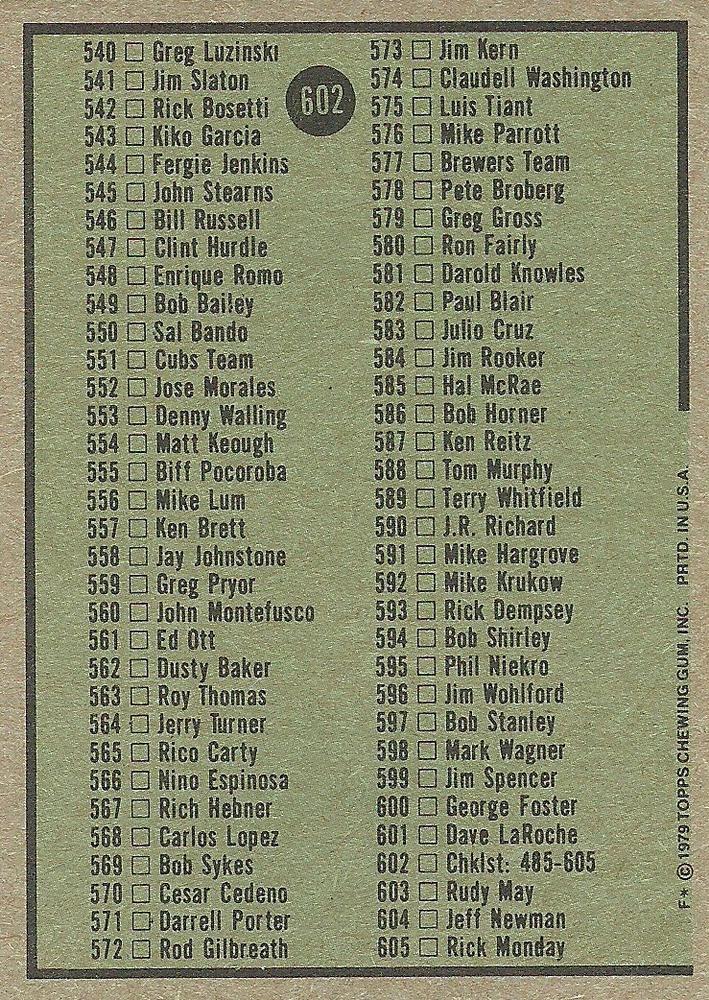 540 □ Greg Luzinski
541 □ Jim Slaton
542 □ Rick Bosetti
543 □ Kiko Garcia
544 □ Fergie Jenkins
545 □ John Stearns
546 □ Bill Russell
547 □ Clint Hurdle
548 □ Enrique Romo
549 □ Bob Bailey
550 □ Sal Bando
551 □ Cubs Team
552 □ Jose Morales
553 □ Denny Walling
554 □ Matt Keough
555 □ Biff Pocoroba
556 □ Mike Lum
557 □ Ken Brett
558 □ Jay Johnstone
559 □ Greg Pryor
560 □ John Montefusco
561 □ Ed Ott
562 □ Dusty Baker
563 □ Roy Thomas
564 □ Jerry Turner
565 □ Rico Carty
566 □ Nino Espinosa
567 □ Rich Hebner
568 □ Carlos Lopez
569 □ Bob Sykes
570 □ Cesar Cedeno
571 □ Darrell Porter
572 □ Rod Gilbreath
602
573 □ Jim Kern
574 □ Claudell Washington
575 □ Luis Tiant
576 □ Mike Parrott
577 □ Brewers Team
578 □ Pete Broberg
579 □ Greg Gross
580 □ Ron Fairly
581 □ Darold Knowles
582 □ Paul Blair
583 □ Julio Cruz
584 □ Jim Rooker
585 □ Hal McRae
586 □ Bob Horner
587 □ Ken Reitz
588 □ Tom Murphy
589 □ Terry Whitfield
590 □ J.R. Richard
591 □ Mike Hargrove
592 □ Mike Krukow
593 □ Rick Dempsey
594 □ Bob Shirley
595 □ Phil Niekro
596 □ Jim Wohlford
597 □ Bob Stanley
598 □ Mark Wagner
599 □ Jim Spencer
600 □ George Foster
601 □ Dave LaRoche
602 □ Chklst: 485-605
603 □ Rudy May
604 □ Jeff Newman
605 □ Rick Monday
F* © 1979 TOPPS CHEWING GUM, INC. PRTD. IN U.S.A.